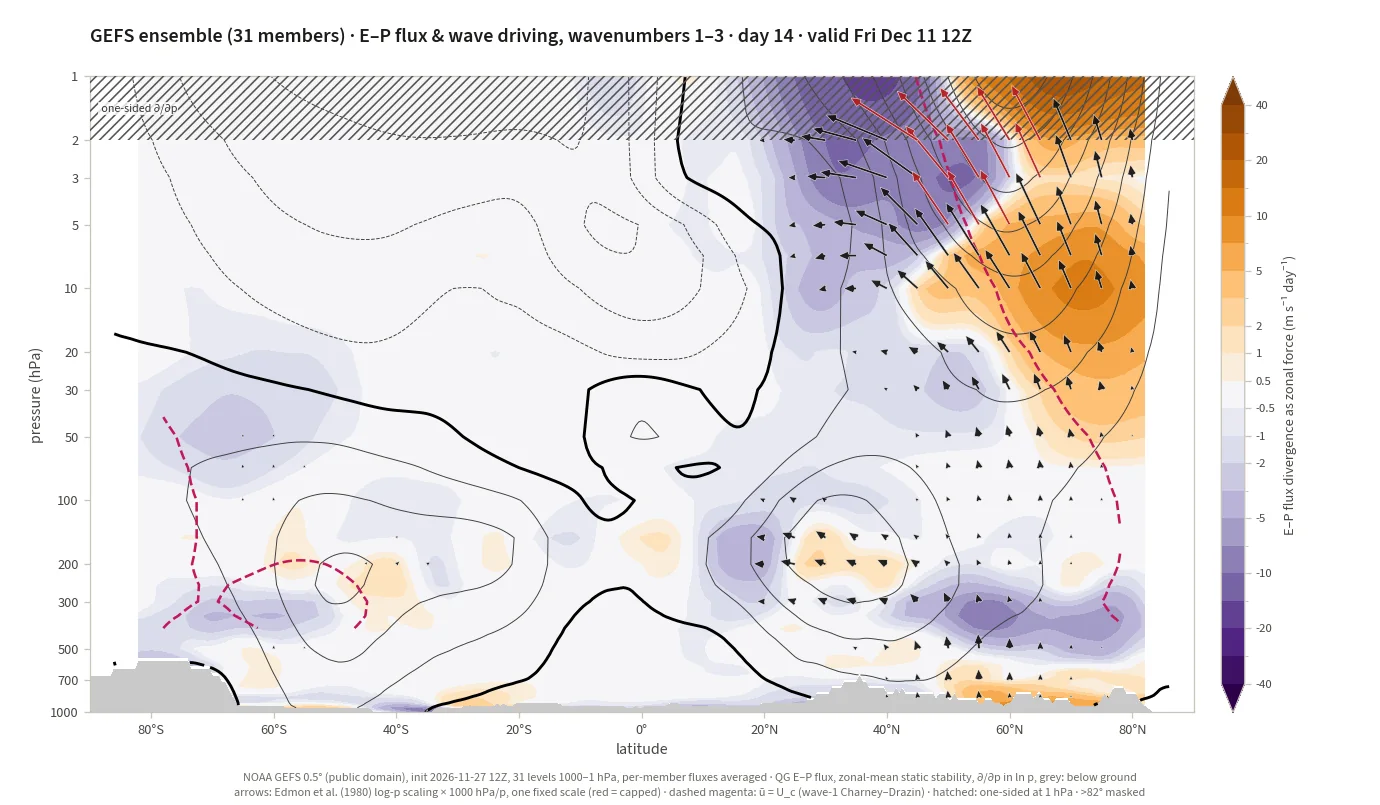 GEFS ensemble (31 members) · E–P flux & wave driving, wavenumbers 1–3 · day 14 · valid Fri Dec 11 12Z
one-sided ∂/∂p
pressure (hPa)
1
2
3
5
10
20
30
50
100
200
300
500
700
1000
80°S
60°S
40°S
20°S
0°
20°N
40°N
60°N
80°N
latitude
40
20
10
5
2
1
0.5
-0.5
-1
-2
-5
-10
-20
-40
E–P flux divergence as zonal force (m s⁻¹ day⁻¹)
NOAA GEFS 0.5° (public domain), init 2026-11-27 12Z, 31 levels 1000–1 hPa, per-member fluxes averaged · QG E–P flux, zonal-mean static stability, ∂/∂p in ln p, grey: below ground
arrows: Edmon et al. (1980) log-p scaling × 1000 hPa/p, one fixed scale (red = capped) · dashed magenta: ū = U_c (wave-1 Charney–Drazin) · hatched: one-sided at 1 hPa · >82° masked